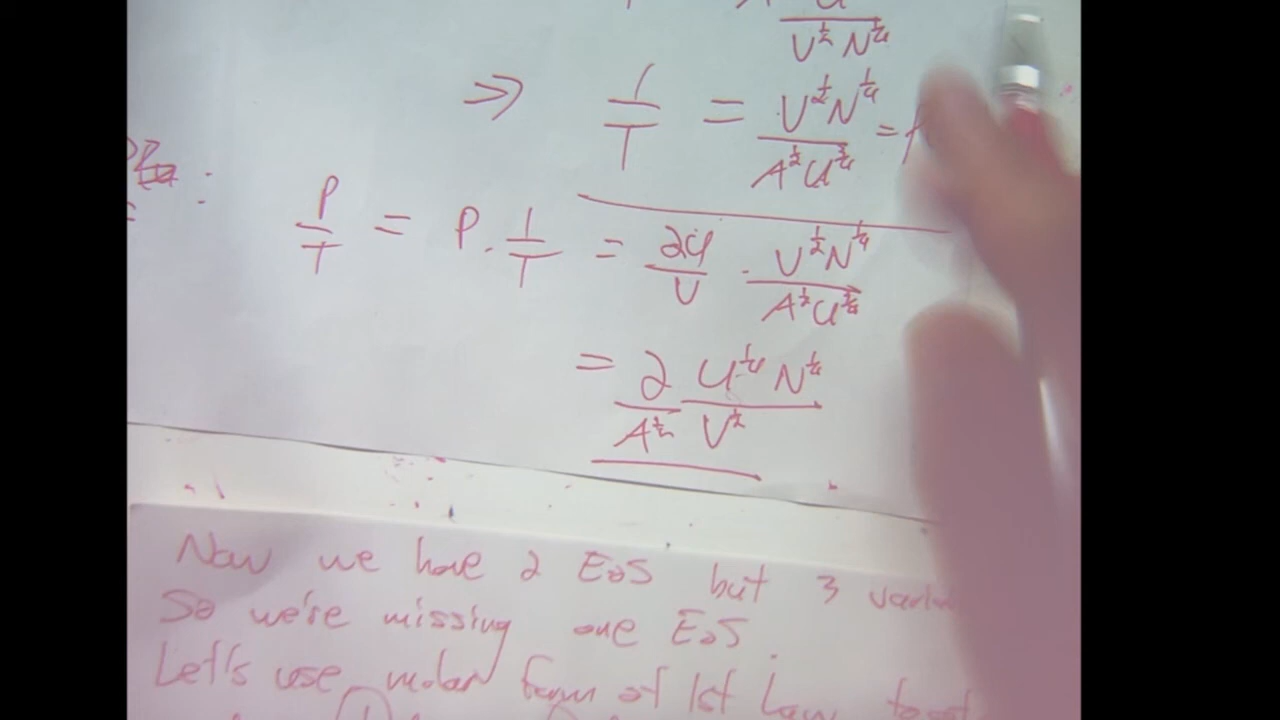 V^½ N^¼
⇒ 1/T = V^½ N^¼ / A^½ U^¾ =
: P/T = P · 1/T = 2U/V · V^½ N^¼ / A^½ U^¾
= 2/A^½ U^¼ N^¼ / V^½
Now we have 2 EoS but 3
So we're missing one EoS.
Let's use molar form of 1st Law